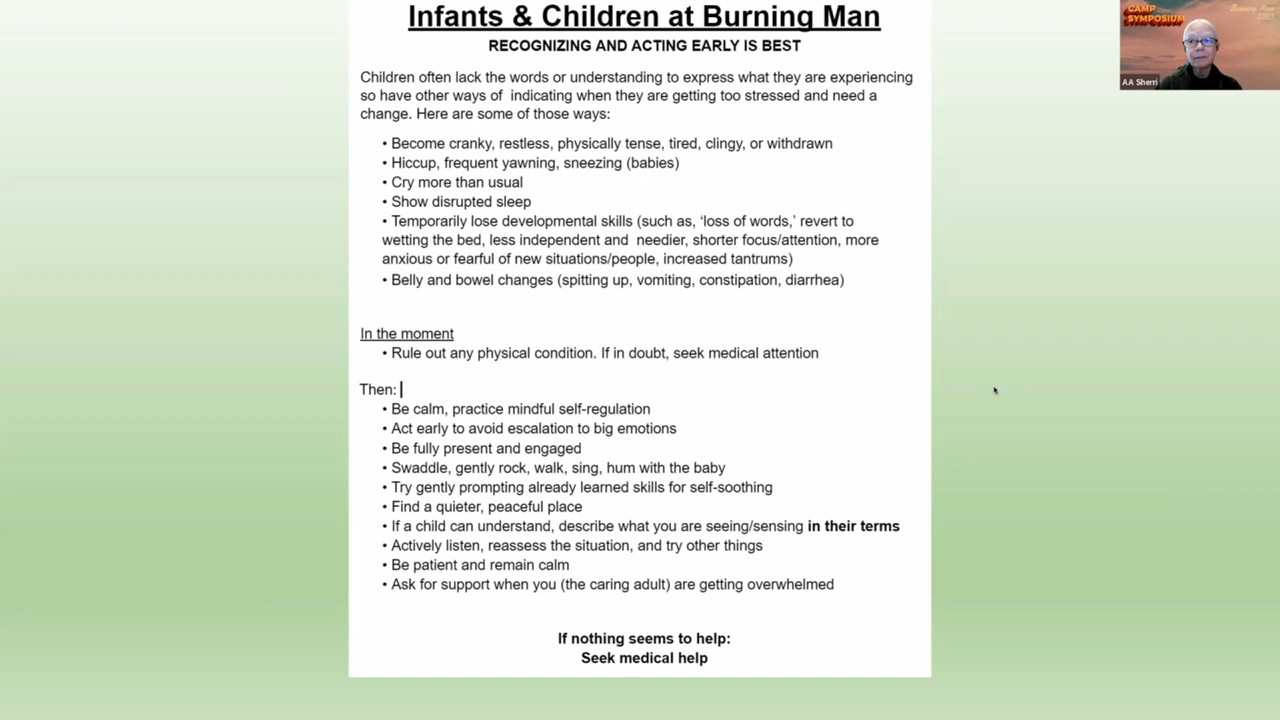 Infants & Children at Burning Man
RECOGNIZING AND ACTING EARLY IS BEST
Children often lack the words or understanding to express what they are experiencing
so have other ways of  indicating when they are getting too stressed and need a
change. Here are some of those ways:
• Become cranky, restless, physically tense, tired, clingy, or withdrawn
• Hiccup, frequent yawning, sneezing (babies)
• Cry more than usual
• Show disrupted sleep
• Temporarily lose developmental skills (such as, ‘loss of words,’ revert to
wetting the bed, less independent and  needier, shorter focus/attention, more
anxious or fearful of new situations/people, increased tantrums)
• Belly and bowel changes (spitting up, vomiting, constipation, diarrhea)
In the moment
• Rule out any physical condition. If in doubt, seek medical attention
Then:
• Be calm, practice mindful self-regulation
• Act early to avoid escalation to big emotions
• Be fully present and engaged
• Swaddle, gently rock, walk, sing, hum with the baby
• Try gently prompting already learned skills for self-soothing
• Find a quieter, peaceful place
• If a child can understand, describe what you are seeing/sensing in their terms
• Actively listen, reassess the situation, and try other things
• Be patient and remain calm
• Ask for support when you (the caring adult) are getting overwhelmed
If nothing seems to help:
Seek medical help
CAMP
SYMPOSIUM
Burning Man
AA Sherri